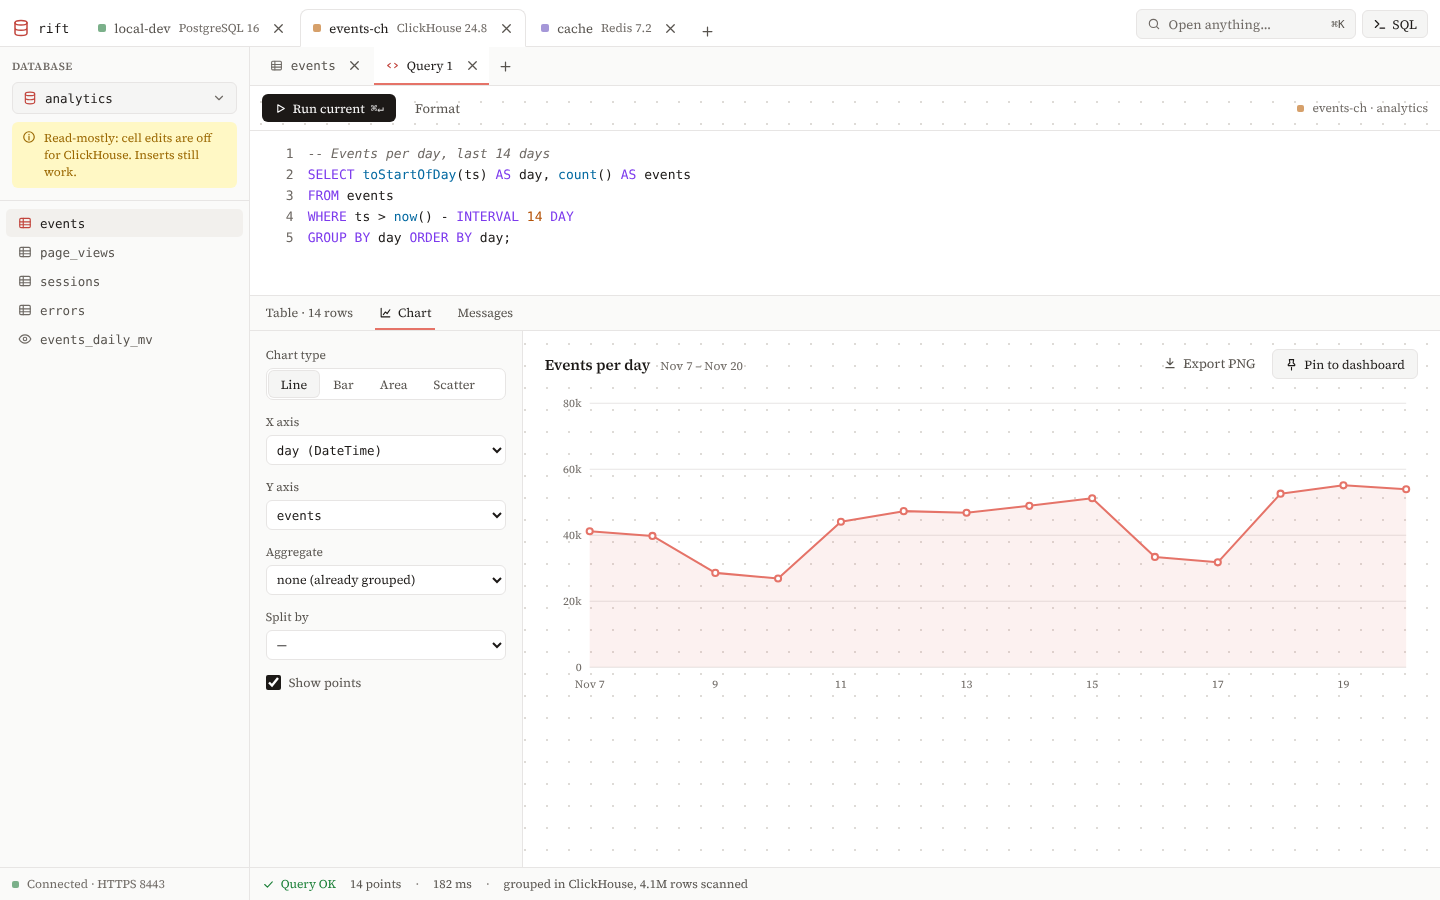 rift
local-dev PostgreSQL 16
events-ch ClickHouse 24.8
cache Redis 7.2
Open anything… ⌘K
SQL
DATABASE
analytics
Read-mostly: cell edits are off
for ClickHouse. Inserts still
work.
events
page_views
sessions
errors
events_daily_mv
events
Query 1
Run current ⌘↵
Format
events-ch · analytics
1 -- Events per day, last 14 days
2 SELECT toStartOfDay(ts) AS day, count() AS events
3 FROM events
4 WHERE ts > now() - INTERVAL 14 DAY
5 GROUP BY day ORDER BY day;
Table · 14 rows
Chart
Messages
Chart type
Line Bar Area Scatter
X axis
day (DateTime)
Y axis
events
Aggregate
none (already grouped)
Split by
—
Show points
Events per day Nov 7 – Nov 20
Export PNG
Pin to dashboard
80k
60k
40k
20k
0
Nov 7 9 11 13 15 17 19
Connected · HTTPS 8443
Query OK 14 points · 182 ms · grouped in ClickHouse, 4.1M rows scanned